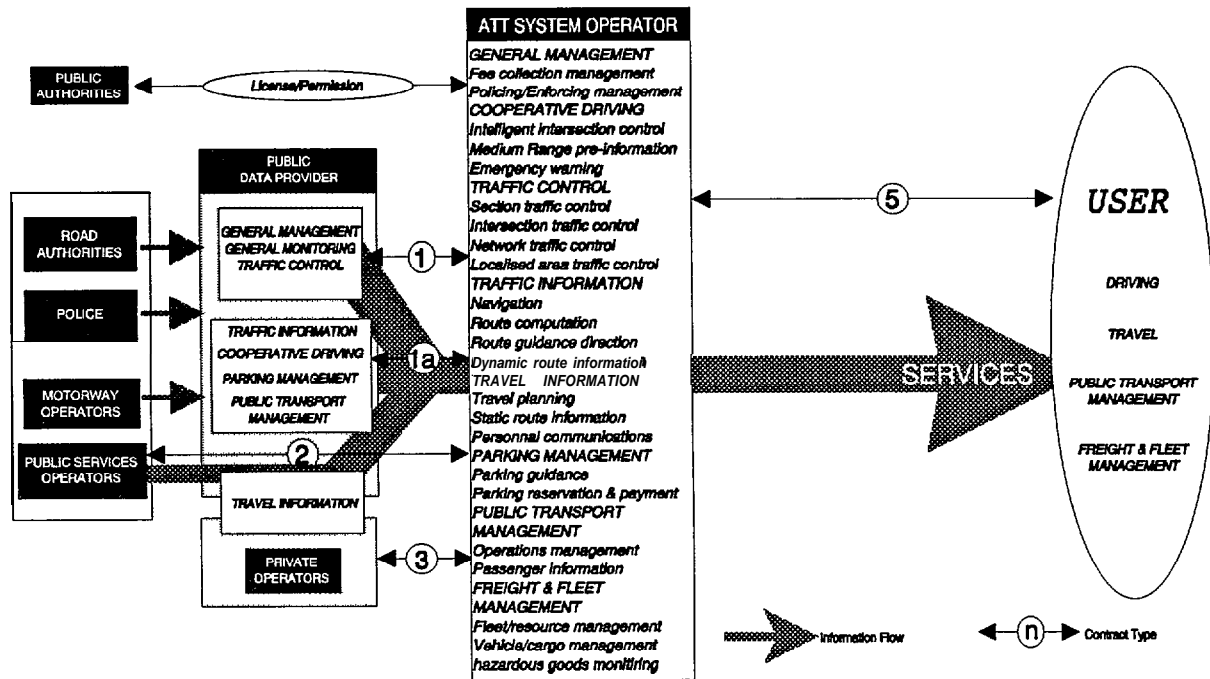 PUBLIC
AUTHORITIES
License/Permission
ROAD
AUTHORITIES
POLICE
MOTORWAY
OPERATORS
PUBLIC SERVICES
OPERATORS
PUBLIC
DATA PROVIDER
GENERAL MANAGEMENT
GENERAL MONITORING
TRAFFIC CONTROL
TRAFFIC INFORMATION
COOPERATIVE DRIVING
PARKING MANAGEMENT
PUBLIC TRANSPORT
MANAGEMENT
TRAVEL INFORMATION
PRIVATE
OPERATORS
1
1a
2
3
ATT SYSTEM OPERATOR
GENERAL MANAGEMENT
Fee collection management
Policing/Enforcing management
COOPERATIVE DRIVING
Intelligent intersection control
Medium Range pre-information
Emergency warning
TRAFFIC CONTROL
Section traffic control
Intersection traffic control
Network traffic control
Localised area traffic control
TRAFFIC INFORMATION
Navigation
Route computation
Route guidance direction
Dynamic route information
TRAVEL INFORMATION
Travel planning
Static route information
Personnal communications
PARKING MANAGEMENT
Parking guidance
Parking reservation & payment
PUBLIC TRANSPORT
MANAGEMENT
Operations management
Passenger information
FREIGHT & FLEET
MANAGEMENT
Fleet/resource management
Vehicle/cargo management
hazardous goods monitiring
5
SERVICES
USER
DRIVING
TRAVEL
PUBLIC TRANSPORT
MANAGEMENT
FREIGHT & FLEET
MANAGEMENT
Information Flow
n
Contract Type